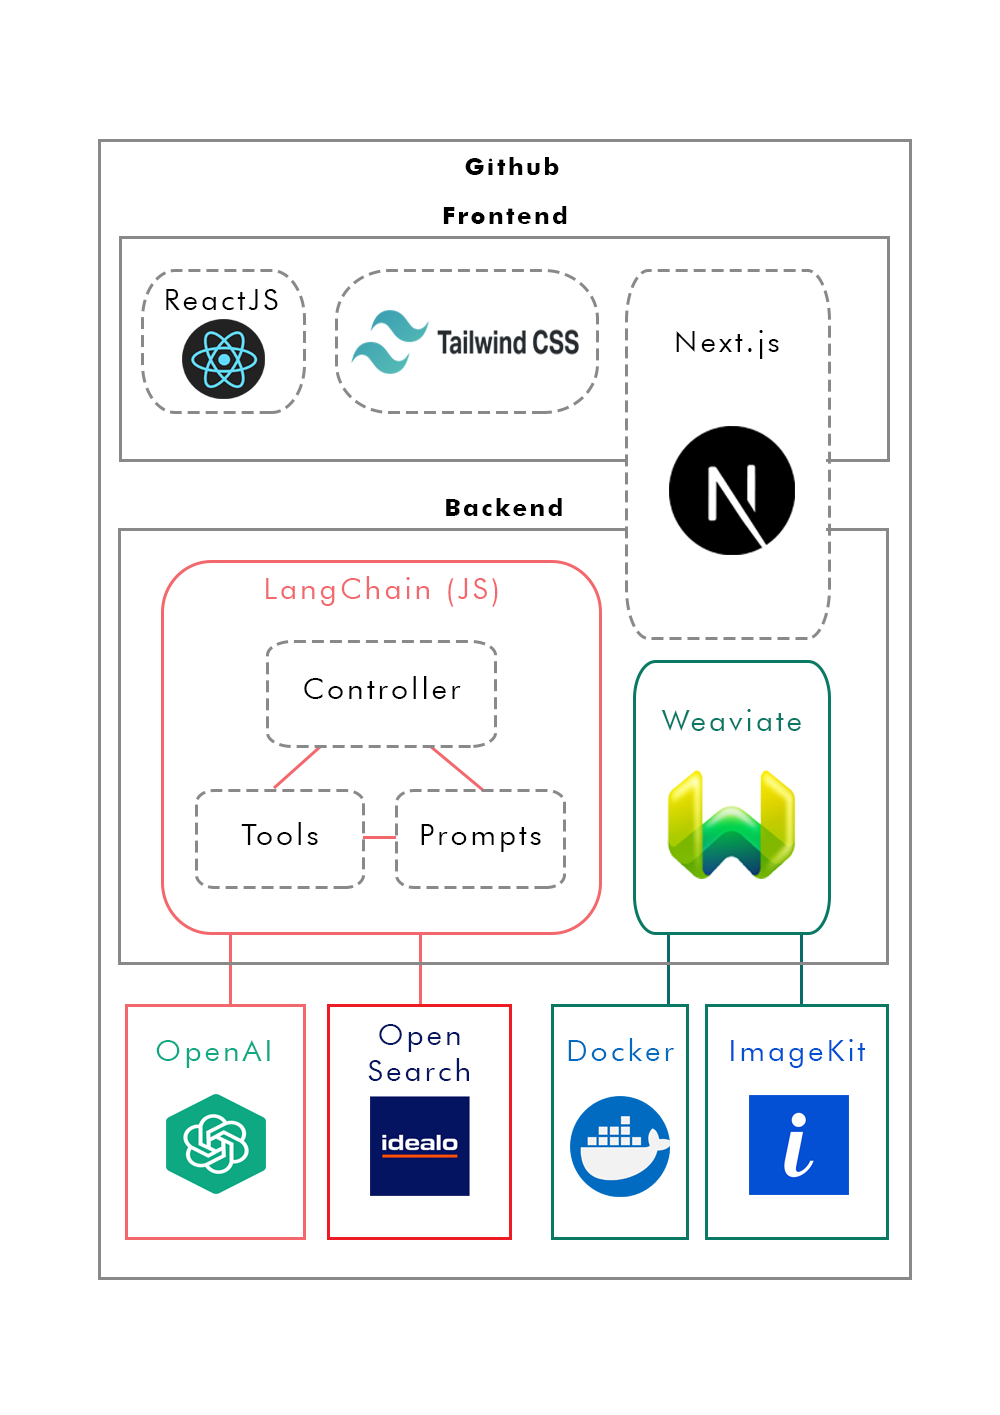 Github
Frontend
ReactJS
Tailwind CSS
Next.js
N
Backend
LangChain (JS)
Controller
Tools
Prompts
Weaviate
OpenAI
Open
Search
idealo
Docker
ImageKit
i